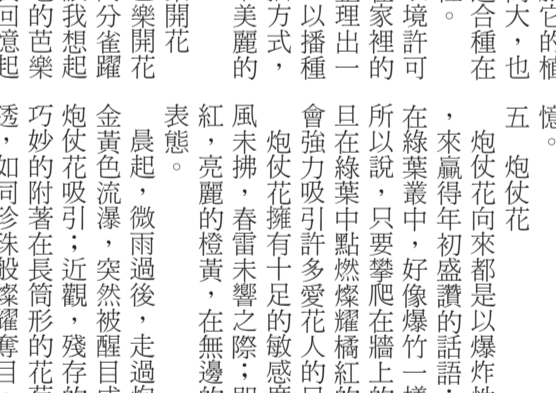 它的植
大,也
合種在
。
境許可
家裡的
理出一
以播種
方式,
美麗的
開花
樂開花
分雀躍
我想起
的芭樂
回憶起
憶。
五 炮仗花
炮仗花向來都是以爆炸
,來贏得年初盛讚的話語;
在綠葉叢中,好像爆竹一樣
所以說,只要攀爬在牆上的
旦在綠葉中點燃燦耀橘紅的
會強力吸引許多愛花人的
炮仗花擁有十足的敏感度
風未拂,春雷未響之際;
紅,亮麗的橙黃,在無邊的
表態。
晨起,微雨過後,走過
金黃色流瀑,突然被醒目
炮仗花吸引;近觀,殘存的
巧妙的附著在長筒形的花
透,如同珍珠般燦耀奪目,